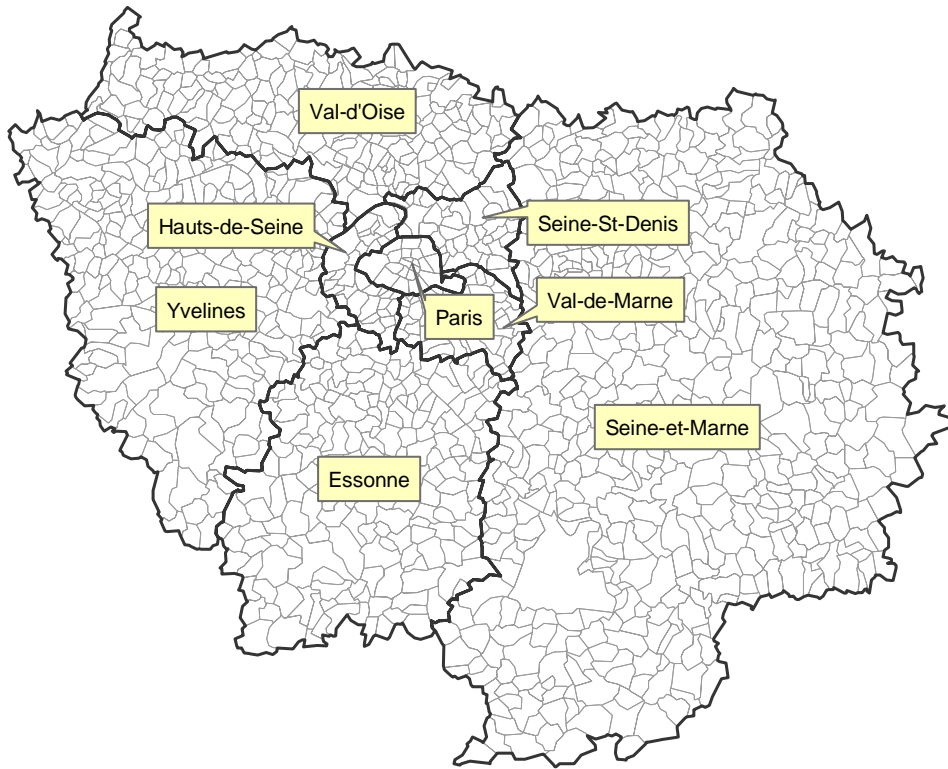 Val-d'Oise
Hauts-de-Seine
Seine-St-Denis
Yvelines
Paris
Val-de-Marne
Seine-et-Marne
Essonne